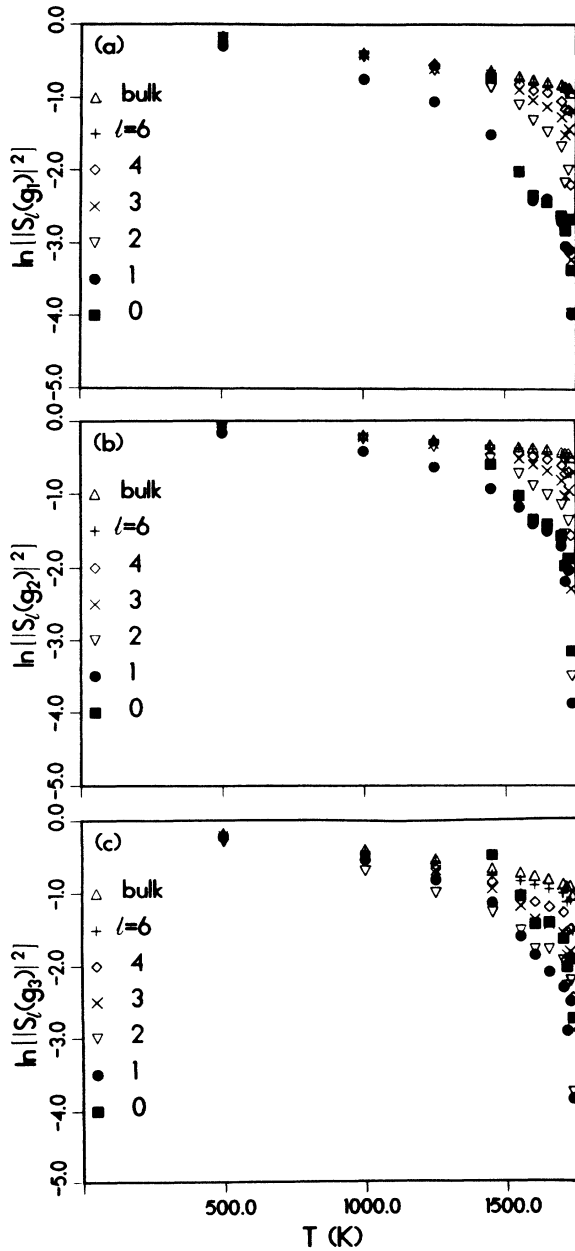 (a)
0.0
-1.0
-2.0
-3.0
-4.0
-5.0
ln[|S_l(g_1)|^2]
△ bulk
+ l=6
◇ 4
× 3
▽ 2
● 1
■ 0
(b)
0.0
-1.0
-2.0
-3.0
-4.0
-5.0
ln[|S_l(g_2)|^2]
△ bulk
+ l=6
◇ 4
× 3
▽ 2
● 1
■ 0
(c)
0.0
-1.0
-2.0
-3.0
-4.0
-5.0
ln[|S_l(g_3)|^2]
△ bulk
+ l=6
◇ 4
× 3
▽ 2
● 1
■ 0
500.0 1000.0 1500.0
T (K)